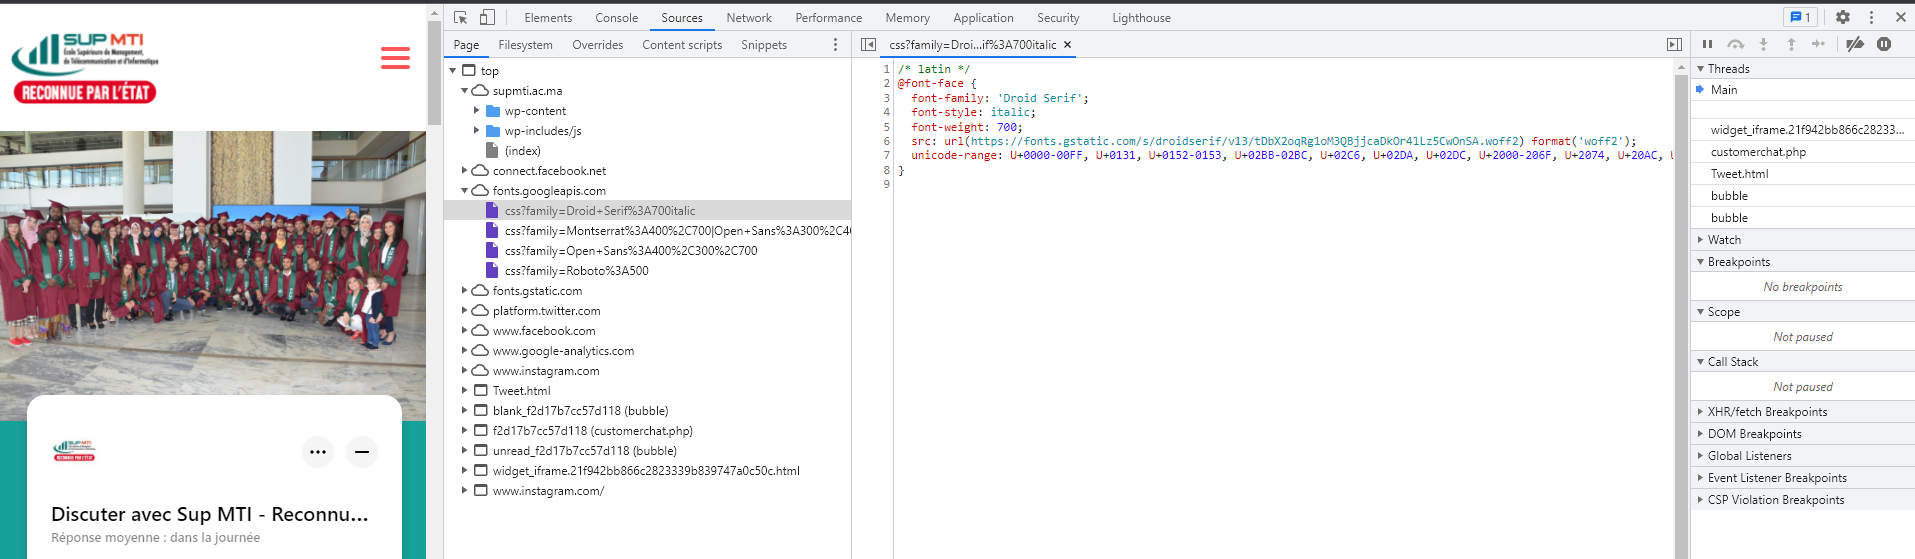 SUP MTI
École Supérieure de Management,
de Télécommunication et d'Informatique
RECONNUE PAR L'ÉTAT
SUP MTI
RECONNUE PAR L'ÉTAT
Discuter avec Sup MTI - Reconnu...
Réponse moyenne : dans la journée
Elements Console Sources Network Performance Memory Application Security Lighthouse 1
Page Filesystem Overrides Content scripts Snippets
top
supmti.ac.ma
wp-content
wp-includes/js
(index)
connect.facebook.net
fonts.googleapis.com
css?family=Droid+Serif%3A700italic
css?family=Montserrat%3A400%2C700|Open+Sans%3A300%2C40
css?family=Open+Sans%3A400%2C300%2C700
css?family=Roboto%3A500
fonts.gstatic.com
platform.twitter.com
www.facebook.com
www.google-analytics.com
www.instagram.com
Tweet.html
blank_f2d17b7cc57d118 (bubble)
f2d17b7cc57d118 (customerchat.php)
unread_f2d17b7cc57d118 (bubble)
widget_iframe.21f942bb866c2823339b839747a0c50c.html
www.instagram.com/
css?family=Droi...if%3A700italic
1 /* latin */
2 @font-face {
3 font-family: 'Droid Serif';
4 font-style: italic;
5 font-weight: 700;
6 src: url(https://fonts.gstatic.com/s/droidserif/v13/tDbX2oqRg1oM3QBjjcaDkOr4lLz5CwOnSA.woff2) format('woff2');
7 unicode-range: U+0000-00FF, U+0131, U+0152-0153, U+02BB-02BC, U+02C6, U+02DA, U+02DC, U+2000-206F, U+2074, U+20AC, U
8 }
9
Threads
Main
widget_iframe.21f942bb866c28233...
customerchat.php
Tweet.html
bubble
bubble
Watch
Breakpoints
No breakpoints
Scope
Not paused
Call Stack
Not paused
XHR/fetch Breakpoints
DOM Breakpoints
Global Listeners
Event Listener Breakpoints
CSP Violation Breakpoints